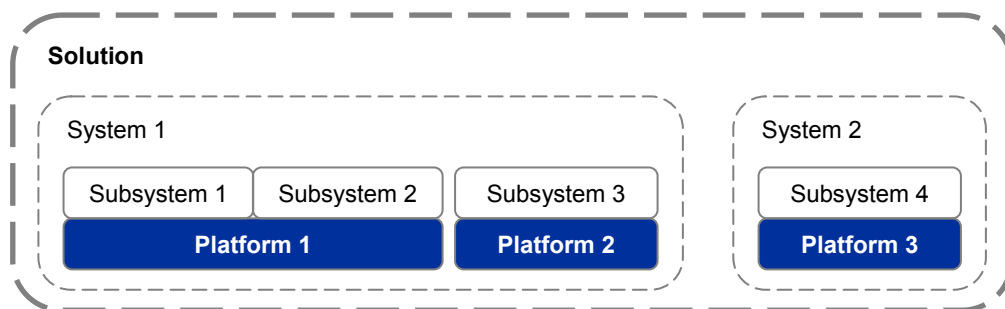 Solution
System 1
System 2
Subsystem 1
Subsystem 2
Subsystem 3
Subsystem 4
Platform 1
Platform 2
Platform 3